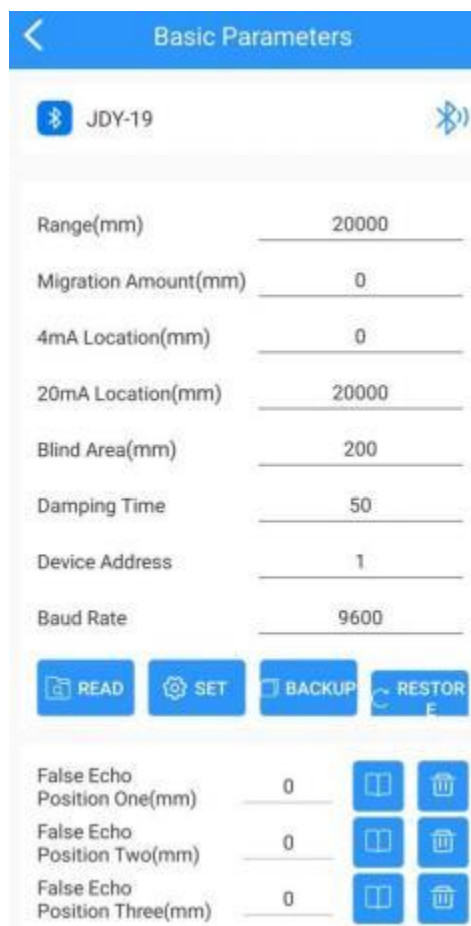 Basic Parameters
JDY-19
Range(mm) 20000
Migration Amount(mm) 0
4mA Location(mm) 0
20mA Location(mm) 20000
Blind Area(mm) 200
Damping Time 50
Device Address 1
Baud Rate 9600
READ SET BACKUP RESTOR
E
False Echo
Position One(mm) 0
False Echo
Position Two(mm) 0
False Echo
Position Three(mm) 0